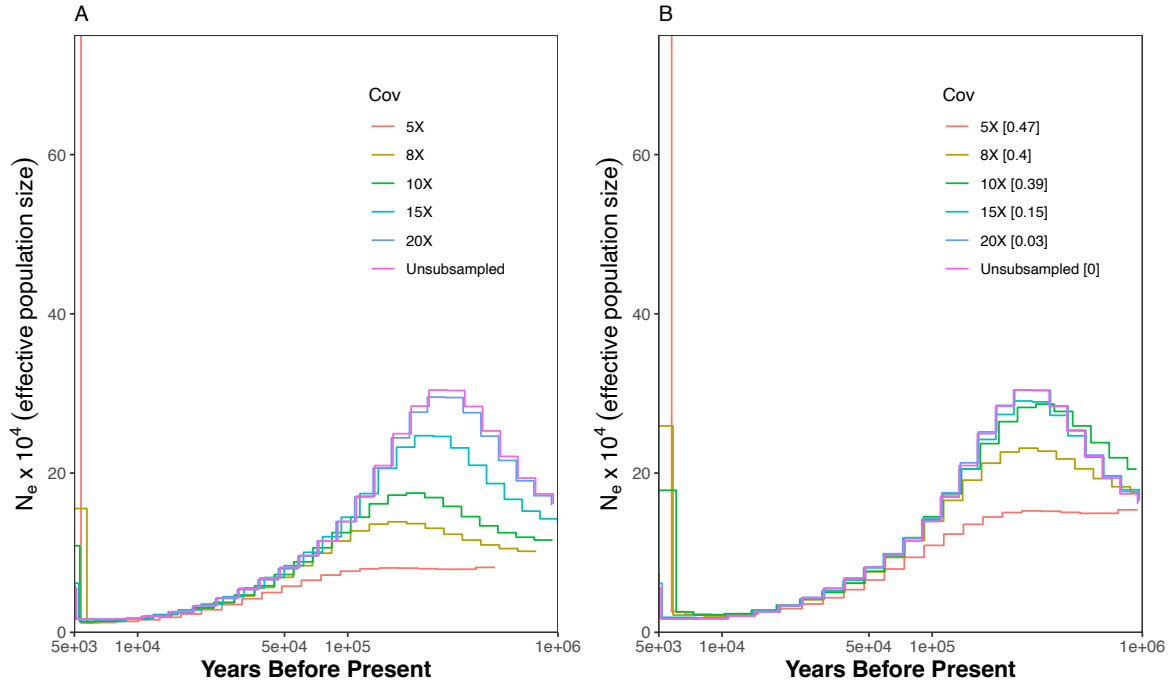 A
N_e x 10^4 (effective population size)
60
40
20
0
Cov
5X
8X
10X
15X
20X
Unsubsampled
5e+03
1e+04
5e+04
1e+05
1e+06
Years Before Present
B
N_e x 10^4 (effective population size)
60
40
20
0
Cov
5X [0.47]
8X [0.4]
10X [0.39]
15X [0.15]
20X [0.03]
Unsubsampled [0]
5e+03
1e+04
5e+04
1e+05
1e+06
Years Before Present